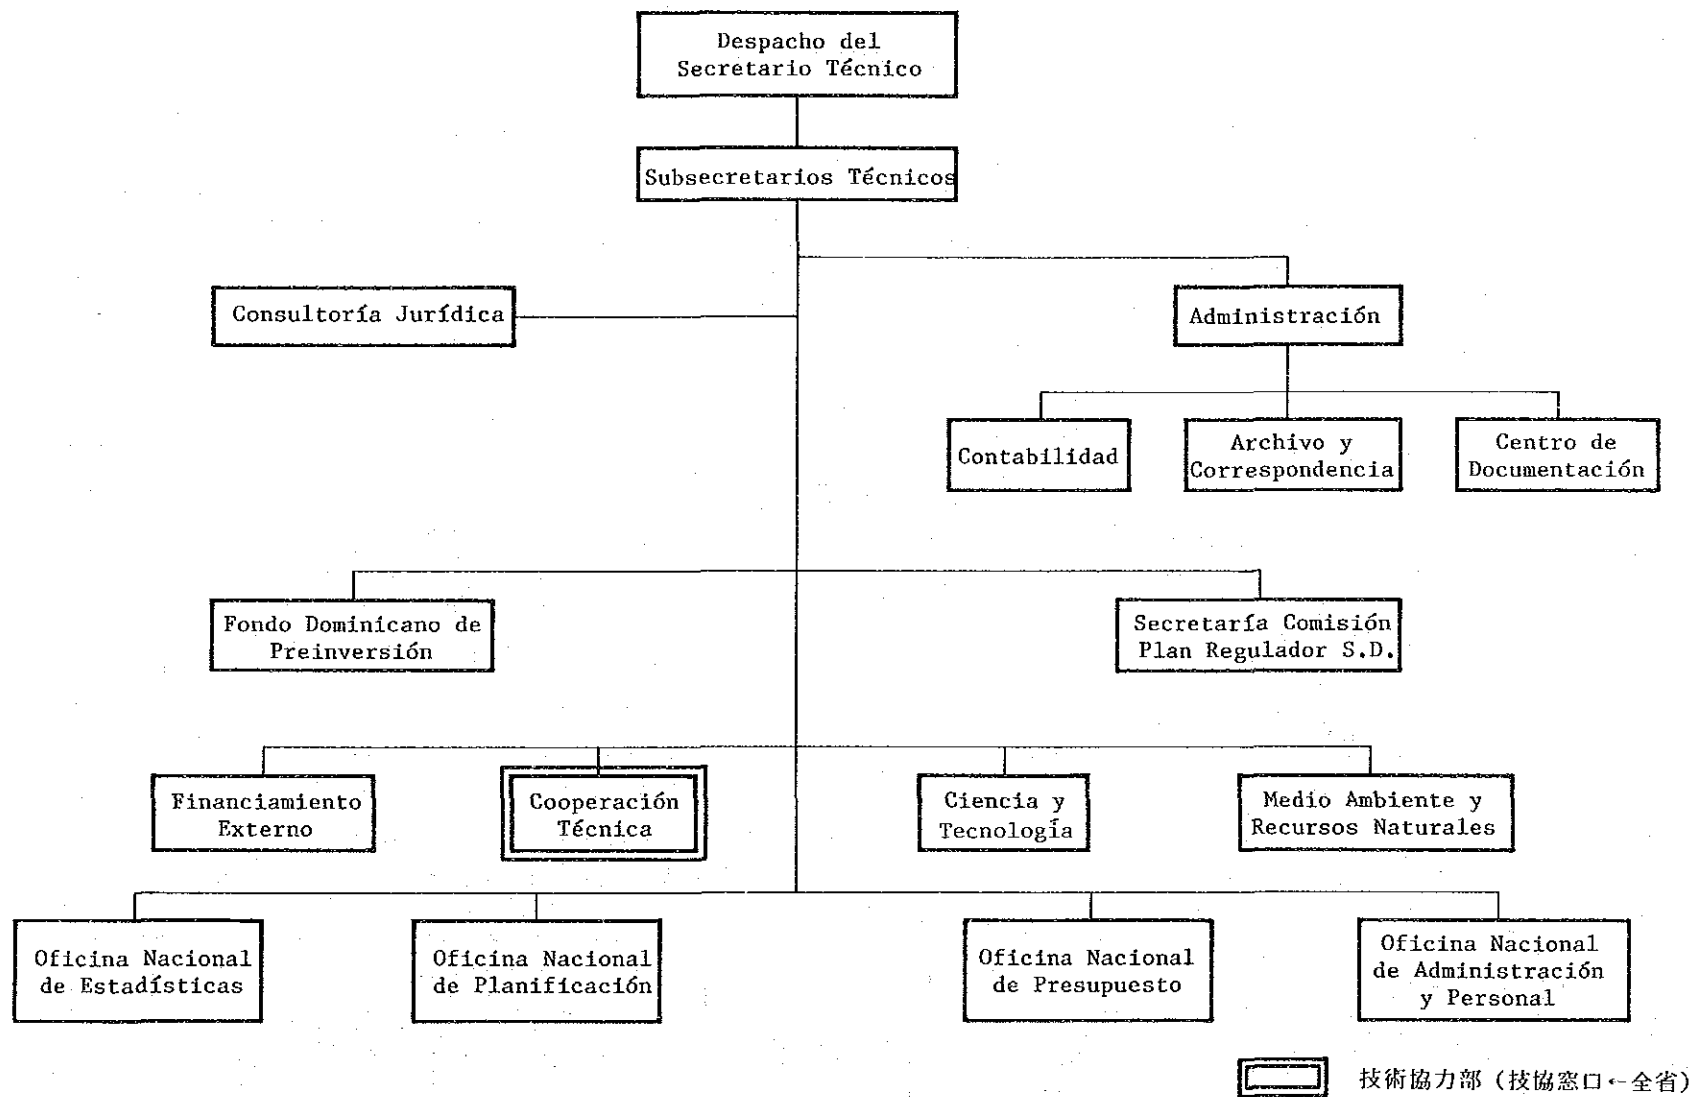 Despacho del
Secretario Técnico
Subsecretarios Técnicos
Consultoría Jurídica
Administración
Contabilidad
Archivo y
Correspondencia
Centro de
Documentación
Fondo Dominicano de
Preinversión
Secretaría Comisión
Plan Regulador S.D.
Financiamiento
Externo
Cooperación
Técnica
Ciencia y
Tecnología
Medio Ambiente y
Recursos Naturales
Oficina Nacional
de Estadísticas
Oficina Nacional
de Planificación
Oficina Nacional
de Presupuesto
Oficina Nacional
de Administración
y Personal
技術協力部（技協窓口←全省）